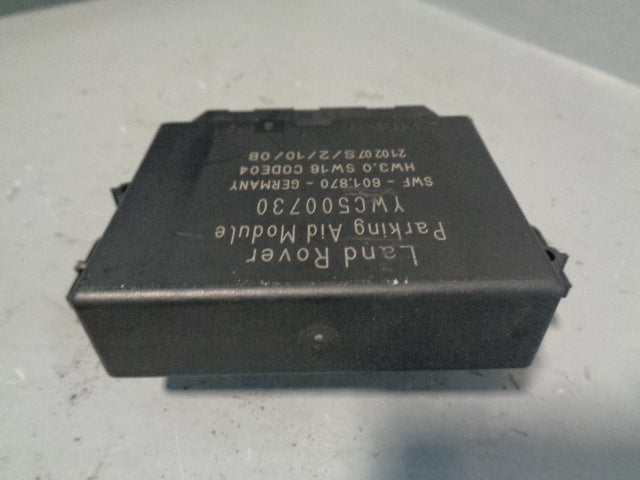 Land Rover
Parking Aid Module
YWC500730
SWF - 601.870 - GERMANY
HW3.0 SW16 CODE04
210207S/2/10/08